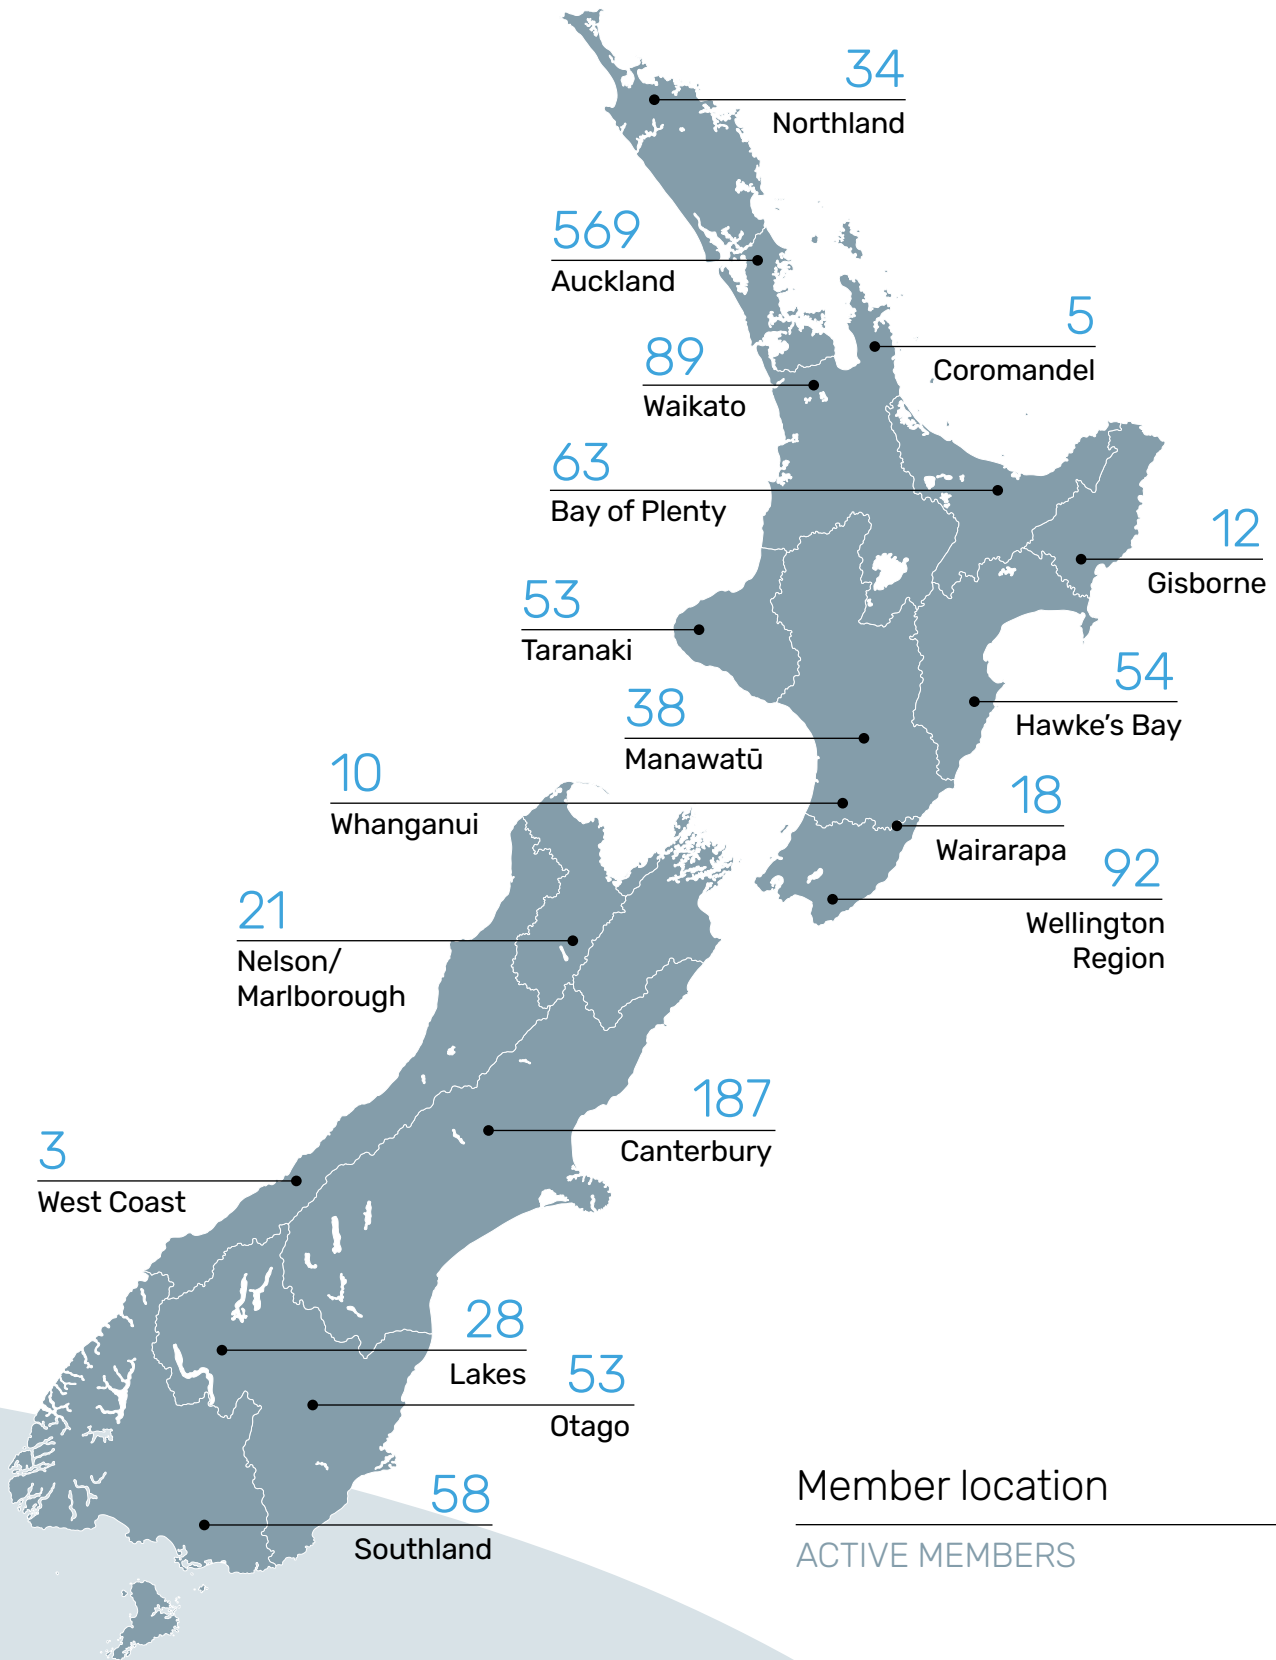 34
Northland
569
Auckland
5
Coromandel
89
Waikato
63
Bay of Plenty
12
Gisborne
53
Taranaki
54
Hawke’s Bay
38
Manawatū
10
Whanganui
18
Wairarapa
92
Wellington
Region
21
Nelson/
Marlborough
187
Canterbury
3
West Coast
28
Lakes
53
Otago
58
Southland
Member location
ACTIVE MEMBERS